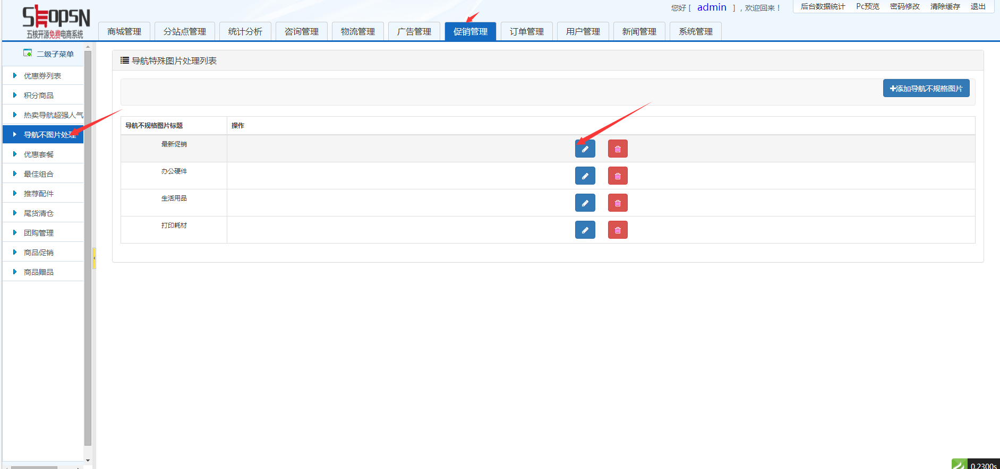 您好 [ admin ] ，欢迎回来！
后台数据统计 Pc预览 密码修改 清除缓存 退出
SHOPSN
五核开源免费电商系统
商城管理 分站点管理 统计分析 咨询管理 物流管理 广告管理 促销管理 订单管理 用户管理 新闻管理 系统管理
二级子菜单
优惠券列表
积分商品
热卖导航超强人气
导航不图片处理
优惠套餐
最佳组合
推荐配件
尾货清仓
团购管理
商品促销
商品赠品
导航特殊图片处理列表
添加导航不规格图片
导航不规格图片标题 操作
最新促销
办公硬件
生活用品
打印耗材
0.2300s